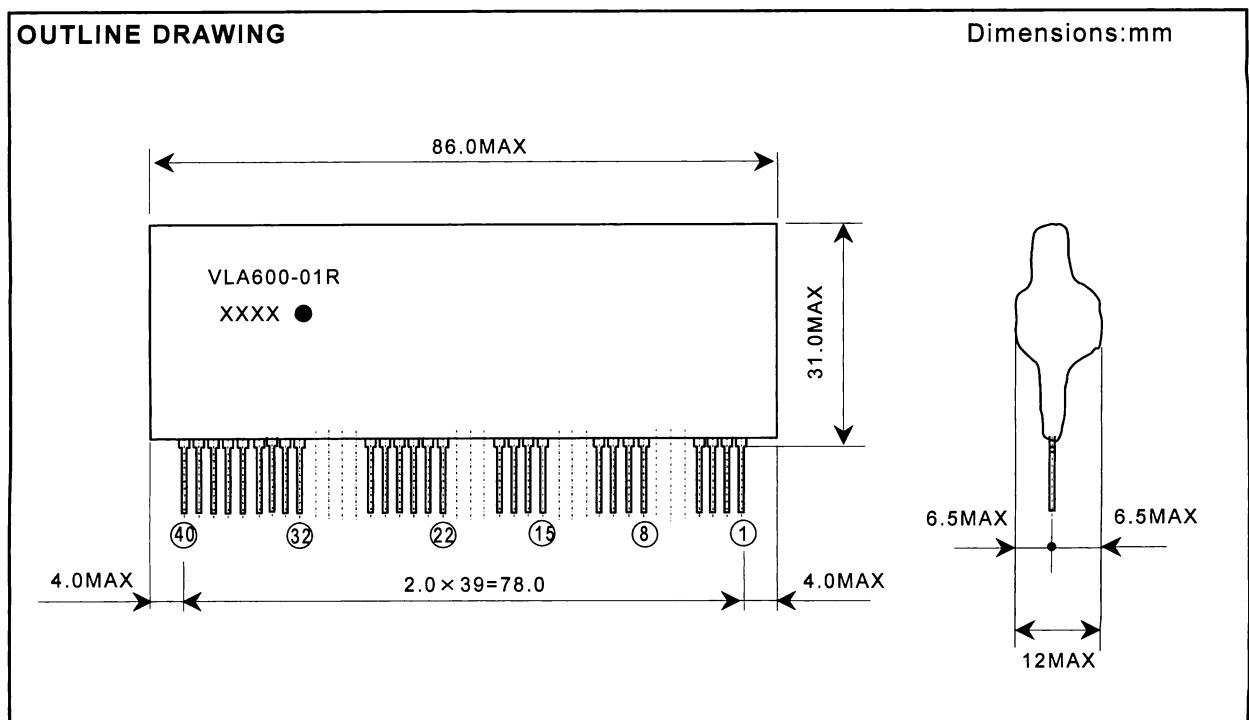 OUTLINE DRAWING
Dimensions:mm
86.0MAX
VLA600-01R
XXXX
31.0MAX
40 32 22 15 8 1
6.5MAX 6.5MAX
4.0MAX 2.0×39=78.0 4.0MAX
12MAX